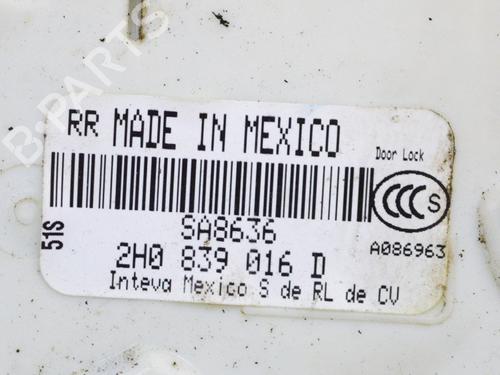 B-PARTS
RR MADE IN MEXICO
Door Lock
CCC S
51S
SA8636
A086963
2H0 839 016 D
Inteva Mexico S de RL de CV